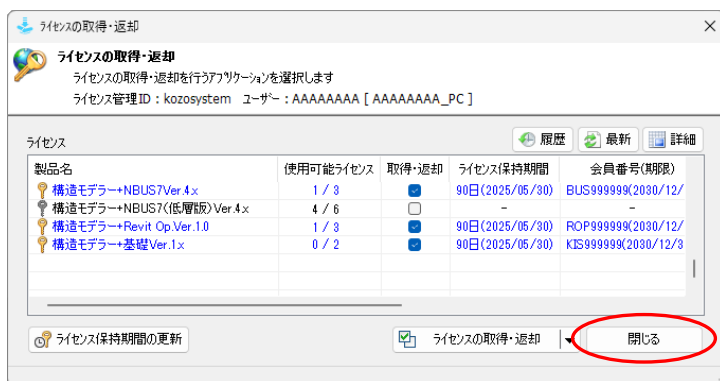 ライセンスの取得・返却
ライセンスの取得・返却
ライセンスの取得・返却を行うアプリケーションを選択します
ライセンス管理ID：kozosystem ユーザー：AAAAAAAA [ AAAAAAAA_PC ]
ライセンス 履歴 最新 詳細
製品名 使用可能ライセンス 取得・返却 ライセンス保持期間 会員番号(期限)
構造モデラー+NBUS7Ver.4.x 1 / 3 90日(2025/05/30) BUS999999(2030/12/
構造モデラー+NBUS7(低層版)Ver.4.x 4 / 6 - -
構造モデラー+Revit Op.Ver.1.0 1 / 3 90日(2025/05/30) ROP999999(2030/12/
構造モデラー+基礎Ver.1.x 0 / 2 90日(2025/05/30) KIS999999(2030/12/3
ライセンス保持期間の更新 ライセンスの取得・返却 閉じる